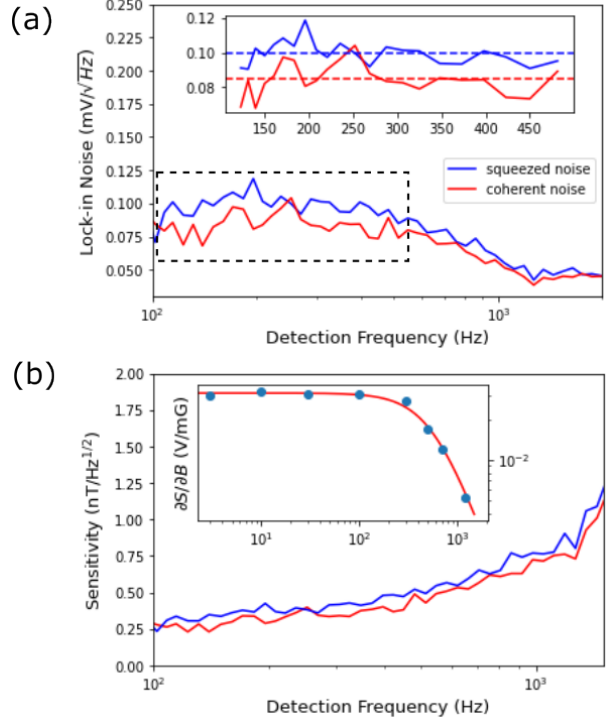 (a)
Lock-in Noise (mV/√Hz)
0.250
0.225
0.200
0.175
0.150
0.125
0.100
0.075
0.050
0.12
0.10
0.08
150 200 250 300 350 400 450
squeezed noise
coherent noise
10² 10³
Detection Frequency (Hz)
(b)
Sensitivity (nT/Hz^1/2)
2.00
1.75
1.50
1.25
1.00
0.75
0.50
0.25
0.00
∂S/∂B (V/mG)
10⁻²
10¹ 10² 10³
10² 10³
Detection Frequency (Hz)